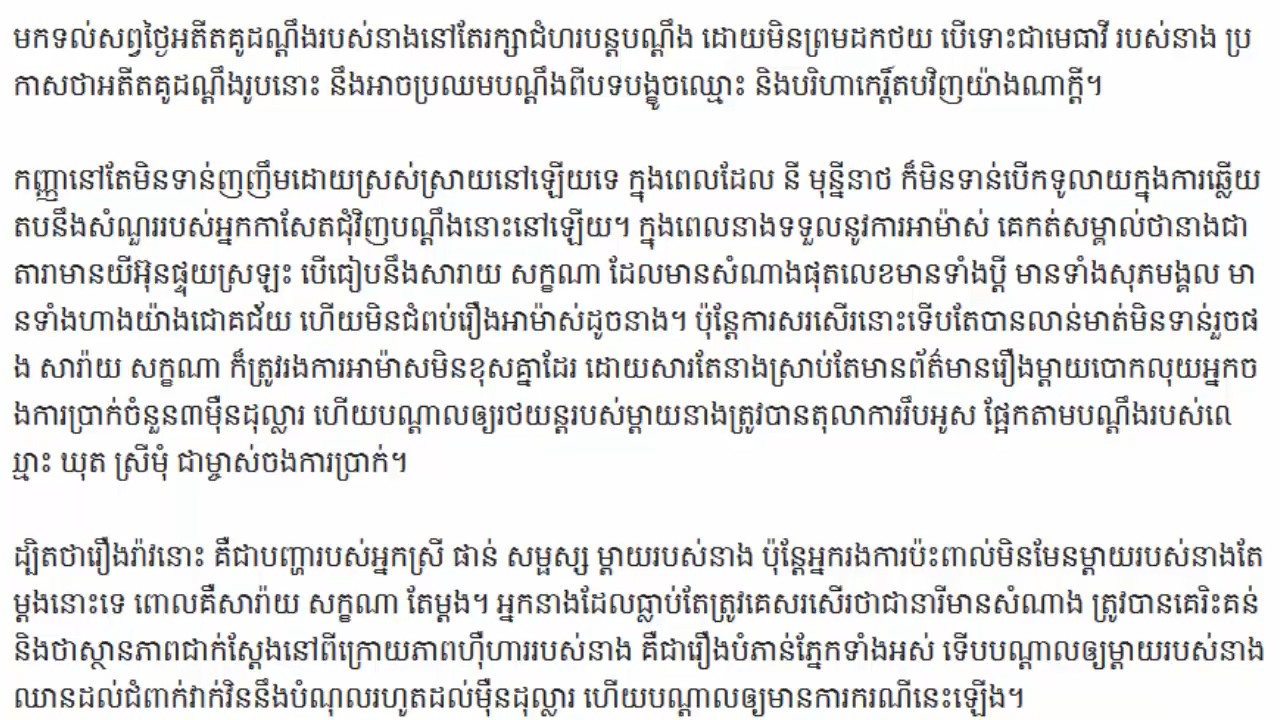 មកទល់សព្វថ្ងៃអតីតគូដណ្តឹងរបស់នាងនៅតែរក្សាជំហរបន្តបណ្តឹង ដោយមិនព្រមដកថយ បើទោះជាមេធាវី របស់នាង ប្រ
កាសថាអតីតគូដណ្តឹងរូបនោះ នឹងអាចប្រឈមបណ្តឹងពីបទបង្ខូចឈ្មោះ និងបរិហាកេរ្តិ៍តបវិញយ៉ាងណាក្តី។
កញ្ញានៅតែមិនទាន់ញញឹមដោយស្រស់ស្រាយនៅឡើយទេ ក្នុងពេលដែល នី មុន្នីនាថ ក៏មិនទាន់បើកទូលាយក្នុងការឆ្លើយ
តបនឹងសំណួររបស់អ្នកកាសែតជុំវិញបណ្តឹងនោះនៅឡើយ។ ក្នុងពេលនាងទទួលនូវការអាម៉ាស់ គេកត់សម្គាល់ថានាងជា
តារាមានយីអ៊ុនផ្ទុយស្រឡះ បើធៀបនឹងសារាយ សក្ខណា ដែលមានសំណាងផុតលេខមានទាំងប្តី មានទាំងសុភមង្គល មា
នទាំងហាងយ៉ាងជោគជ័យ ហើយមិនជំពប់រឿងអាម៉ាស់ដូចនាង។ ប៉ុន្តែការសរសើរនោះទើបតែបានលាន់មាត់មិនទាន់រួចផ
ង សារ៉ាយ សក្ខណា ក៏ត្រូវរងការអាម៉ាសមិនខុសគ្នាដែរ ដោយសារតែនាងស្រាប់តែមានព័ត៌មានរឿងម្តាយបោកលុយអ្នកច
ងការប្រាក់ចំនួន៣ម៉ឺនដុល្លារ ហើយបណ្តាលឲ្យរថយន្តរបស់ម្តាយនាងត្រូវបានតុលាការរឹបអូស ផ្អែកតាមបណ្តឹងរបស់លេ
ឃ្មោះ ឃុត ស្រីមុំ ជាម្ចាស់ចងការប្រាក់។
ដ្បិតថារឿងរ៉ាវនោះ គឺជាបញ្ហារបស់អ្នកស្រី ផាន់ សម្ផស្ស ម្តាយរបស់នាង ប៉ុន្តែអ្នករងការប៉ះពាល់មិនមែនម្តាយរបស់នាងតែ
ម្តងនោះទេ ពោលគឺសារ៉ាយ សក្ខណា តែម្តង។ អ្នកនាងដែលធ្លាប់តែត្រូវគេសរសើរថាជានារីមានសំណាង ត្រូវបានគេរិះគន់
និងថាស្ថានភាពជាក់ស្តែងនៅពីក្រោយភាពហ៊ឺហាររបស់នាង គឺជារឿងបំភាន់ភ្នែកទាំងអស់ ទើបបណ្តាលឲ្យម្តាយរបស់នាង
ឈានដល់ជំពាក់វាក់វិននឹងបំណុលរហូតដល់ម៉ឺនដុល្លារ ហើយបណ្តាលឲ្យមានការករណីនេះឡើង។